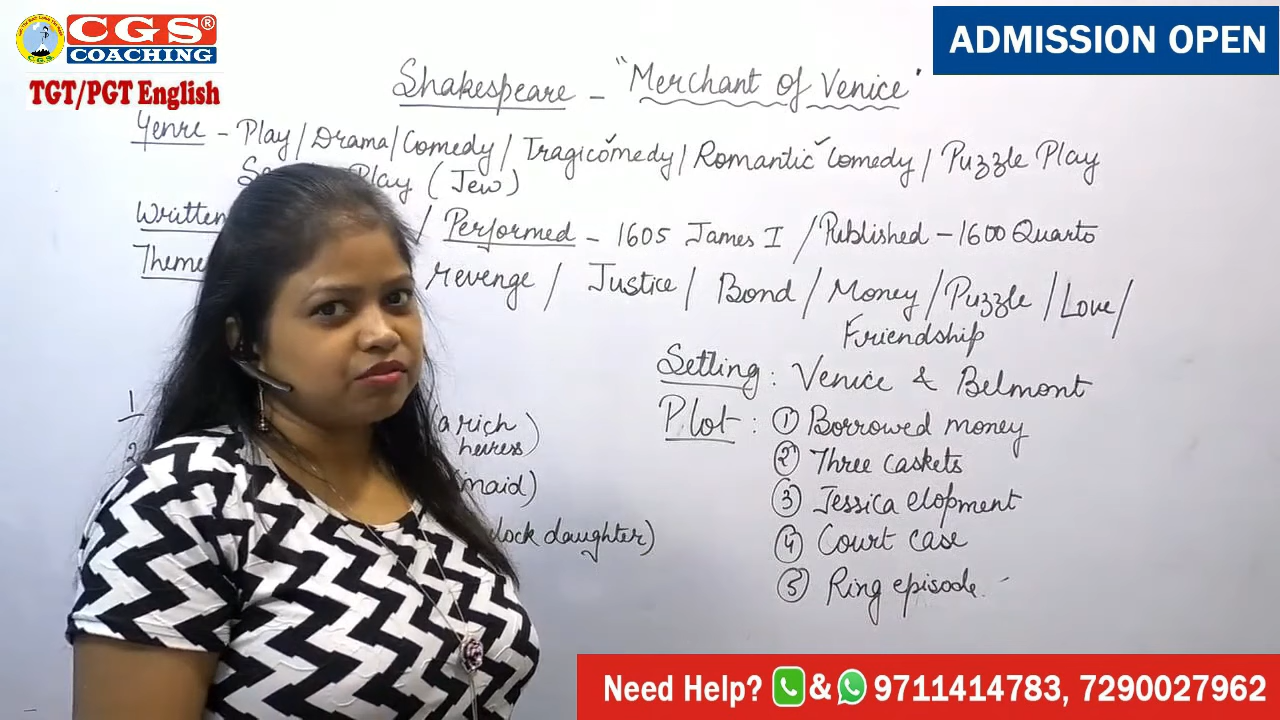 CGS®
COACHING
TGT/PGT English
ADMISSION OPEN
Shakespeare - "Merchant of Venice"
Genre - Play / Drama / Comedy / Tragicomedy / Romantic Comedy / Puzzle Play
Play (Jew)
Written / Performed - 1605 James I / Published - 1600 Quarto
Theme revenge / Justice / Bond / Money / Puzzle / Love /
Friendship
Setting : Venice & Belmont
Plot : ① Borrowed money
② Three caskets
③ Jessica elopment
④ Court case
⑤ Ring episode
1
2
(a rich
heiress)
(maid)
daughter)
Need Help? & 9711414783, 7290027962